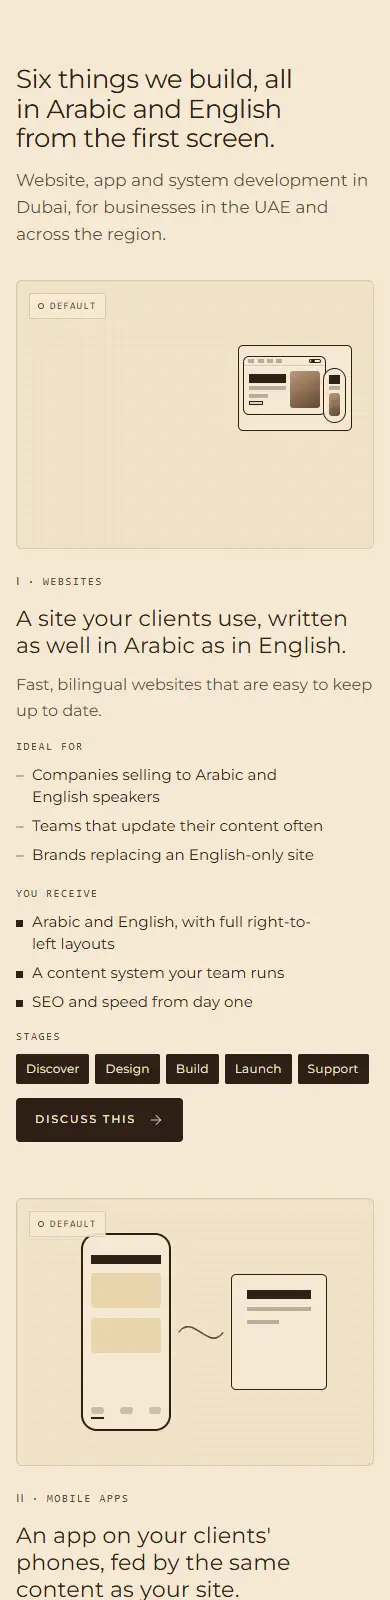 Six things we build, all
in Arabic and English
from the first screen.
Website, app and system development in
Dubai, for businesses in the UAE and
across the region.
DEFAULT
I · WEBSITES
A site your clients use, written
as well in Arabic as in English.
Fast, bilingual websites that are easy to keep
up to date.
IDEAL FOR
– Companies selling to Arabic and
English speakers
– Teams that update their content often
– Brands replacing an English-only site
YOU RECEIVE
Arabic and English, with full right-to-
left layouts
A content system your team runs
SEO and speed from day one
STAGES
Discover Design Build Launch Support
DISCUSS THIS →
DEFAULT
II · MOBILE APPS
An app on your clients'
phones, fed by the same
content as your site.